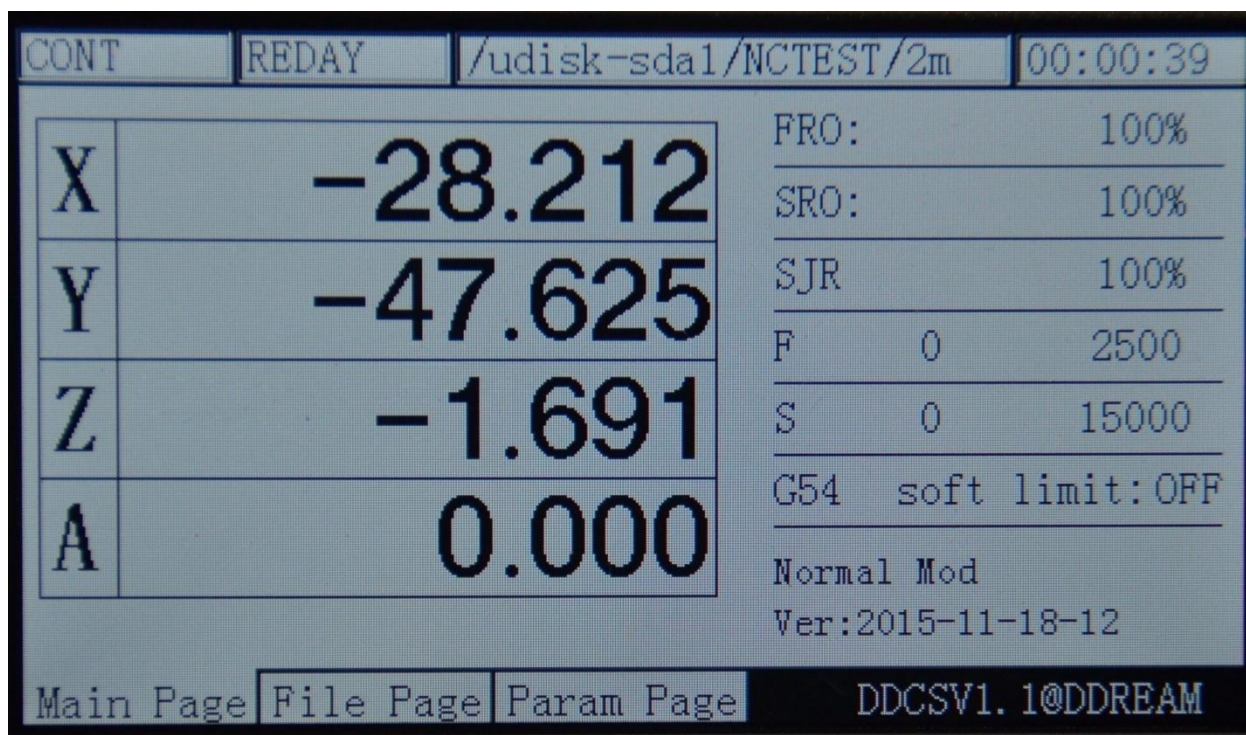 CONT REDAY /udisk-sda1/NCTEST/2m 00:00:39
X -28.212
Y -47.625
Z -1.691
A 0.000
FRO: 100%
SRO: 100%
SJR 100%
F 0 2500
S 0 15000
G54 soft limit:OFF
Normal Mod
Ver:2015-11-18-12
Main Page File Page Param Page DDCSV1.1@DDREAM